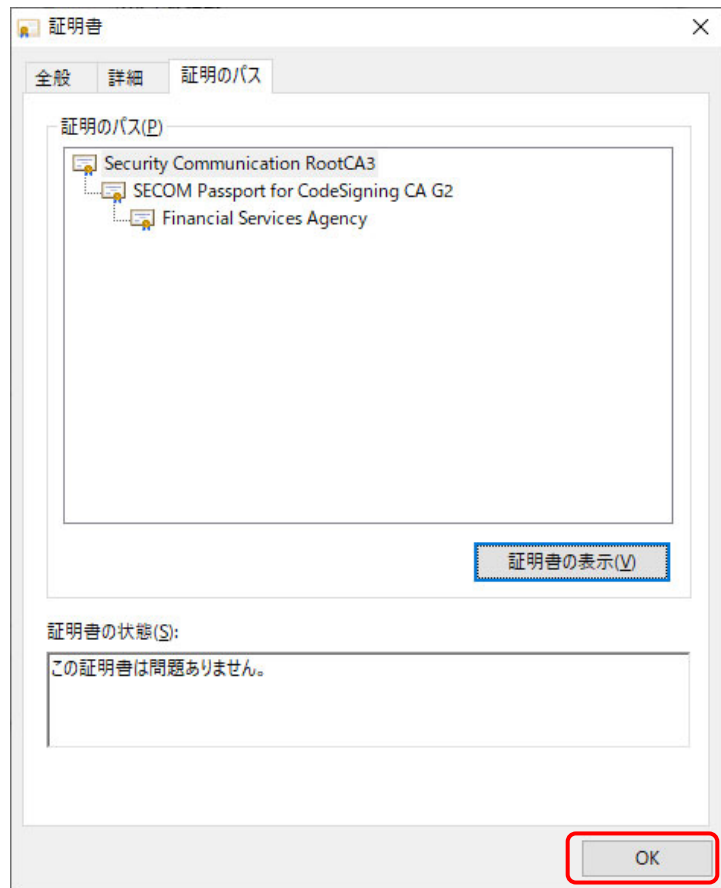 証明書
全般 詳細 証明のパス
証明のパス(P)
Security Communication RootCA3
SECOM Passport for CodeSigning CA G2
Financial Services Agency
証明書の表示(V)
証明書の状態(S):
この証明書は問題ありません。
OK